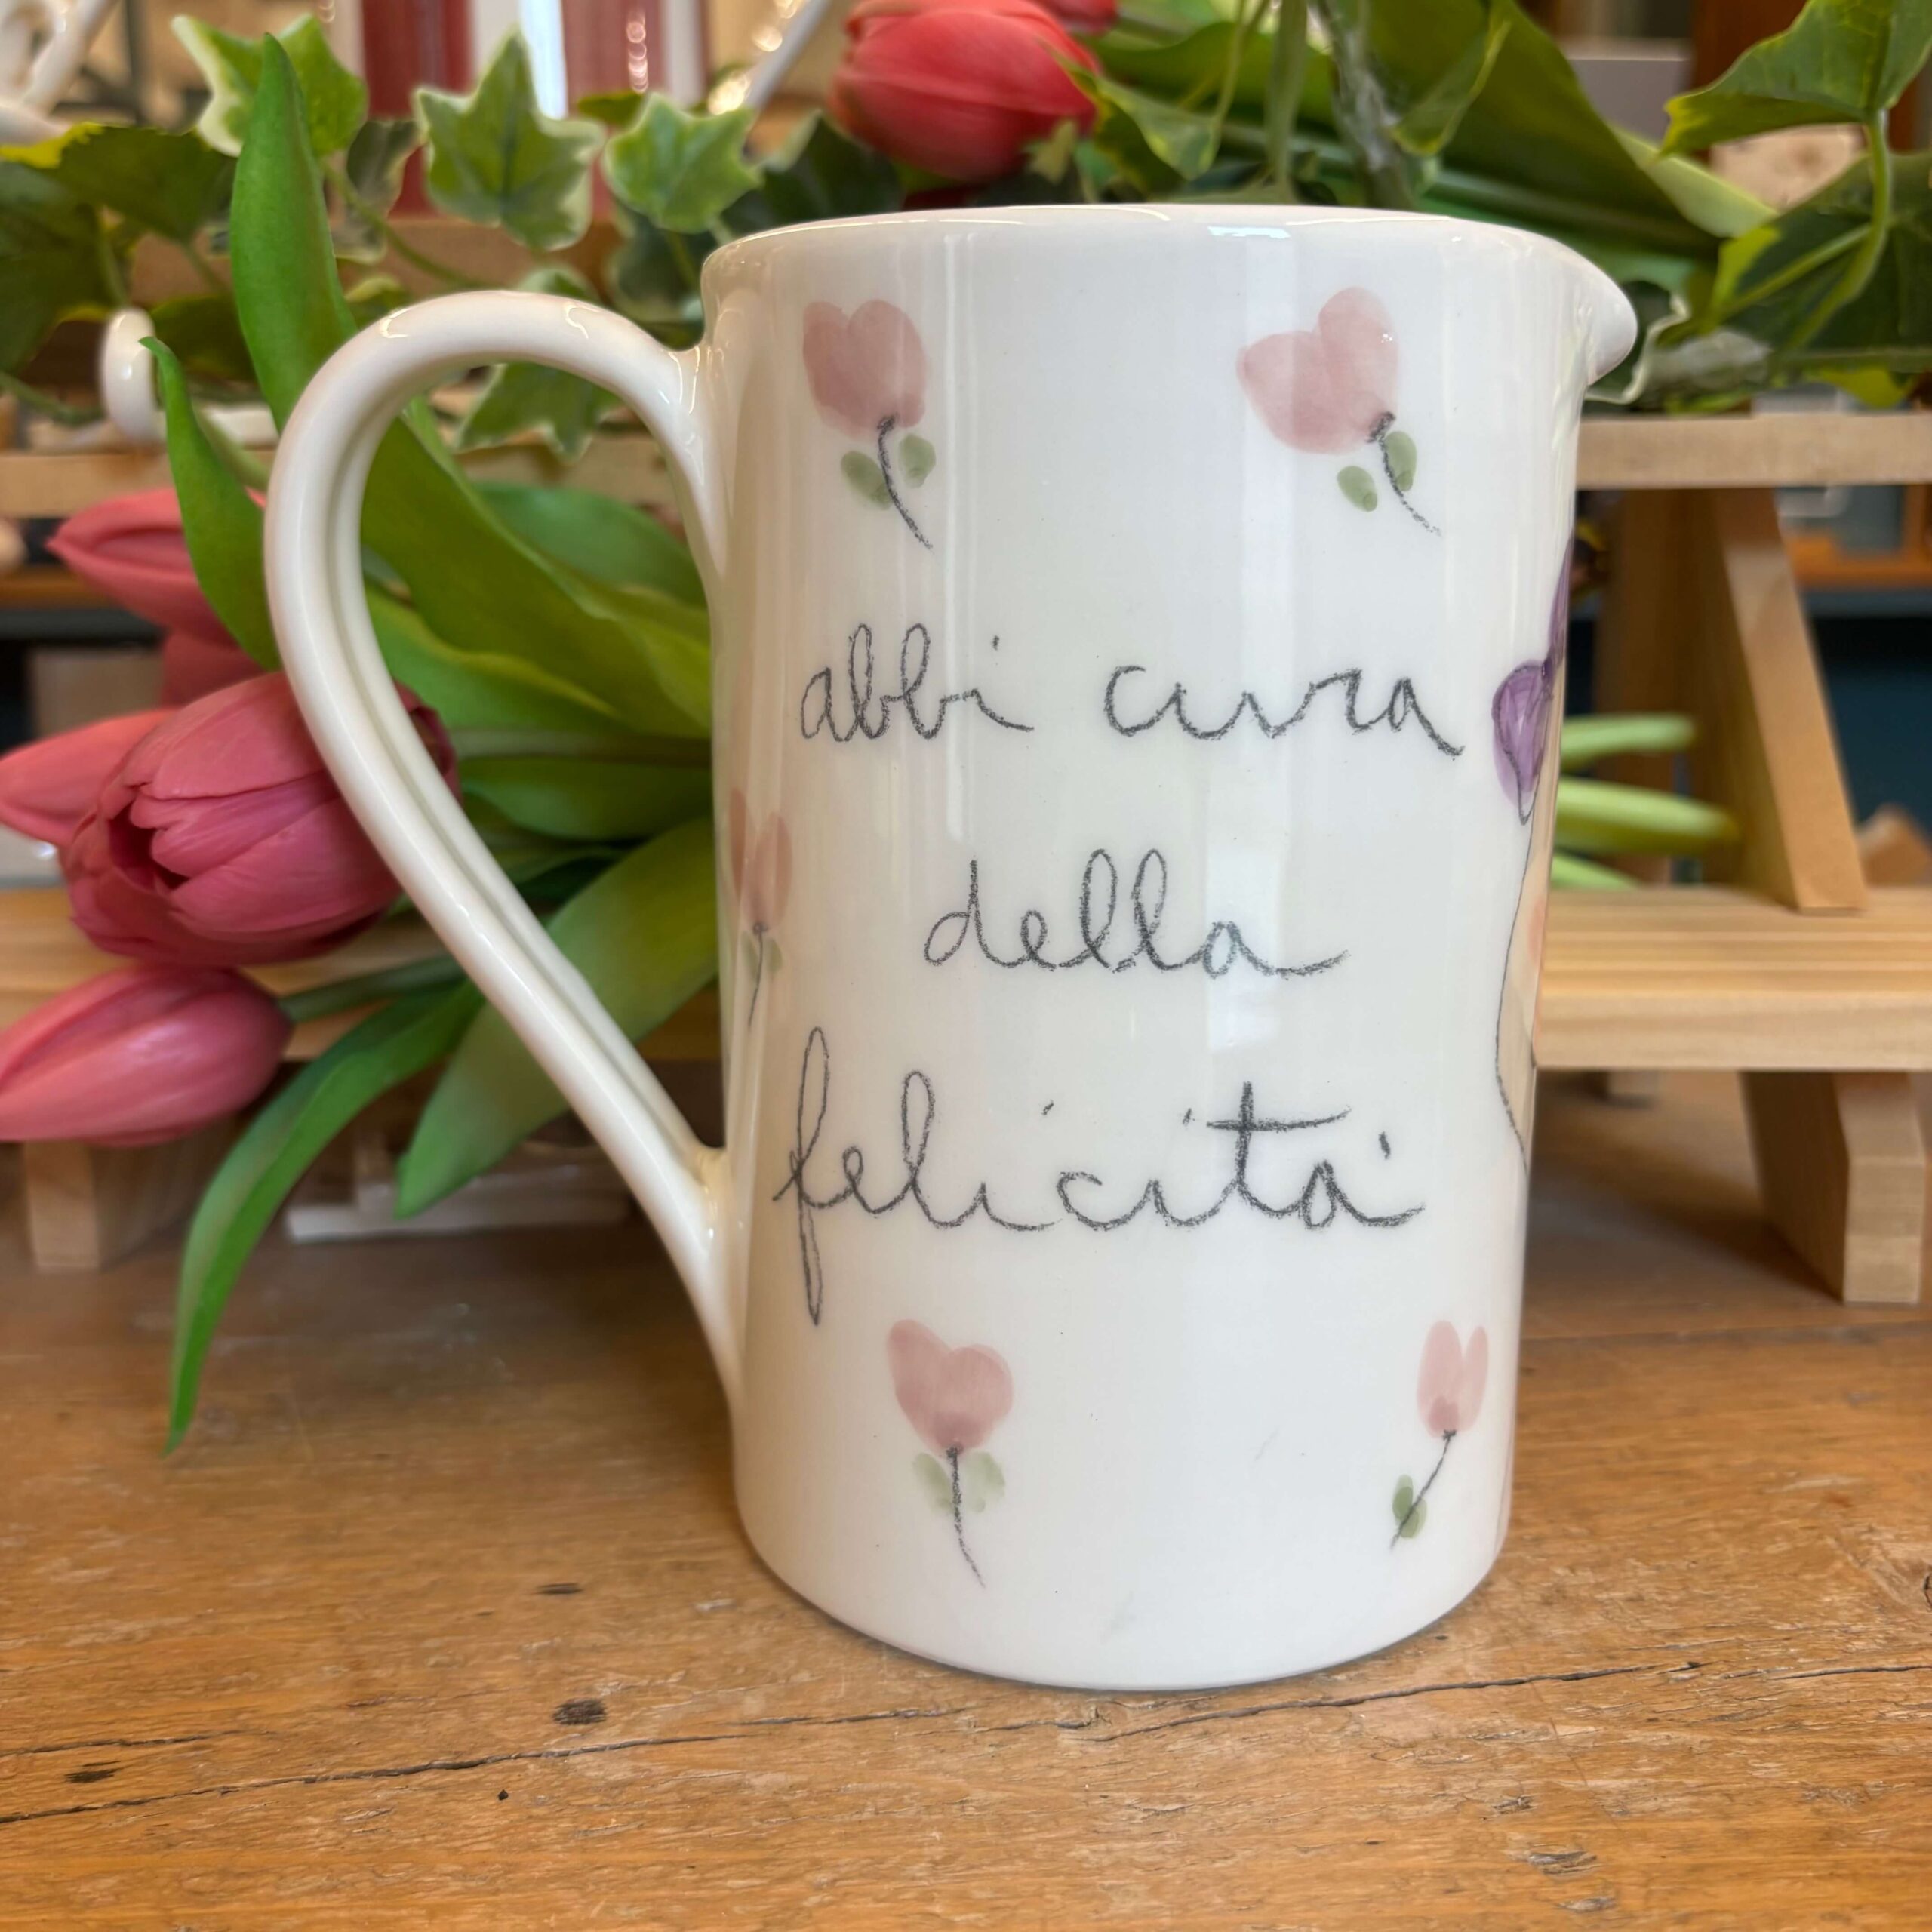 abbi cura
della
felicità